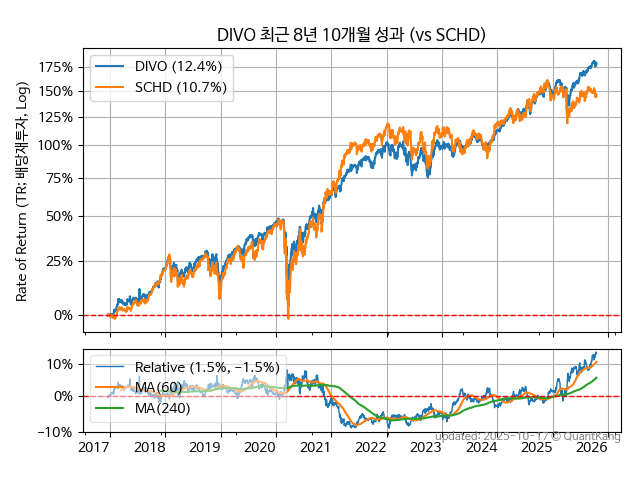 DIVO 최근 8년 10개월 성과 (vs SCHD)
Rate of Return (TR; 배당재투자, Log)
175%
150%
125%
100%
75%
50%
25%
0%
DIVO (12.4%)
SCHD (10.7%)
10%
0%
−10%
Relative (1.5%, −1.5%)
MA(60)
MA(240)
updated: 2025-10-17 © QuantKang
2017 2018 2019 2020 2021 2022 2023 2024 2025 2026